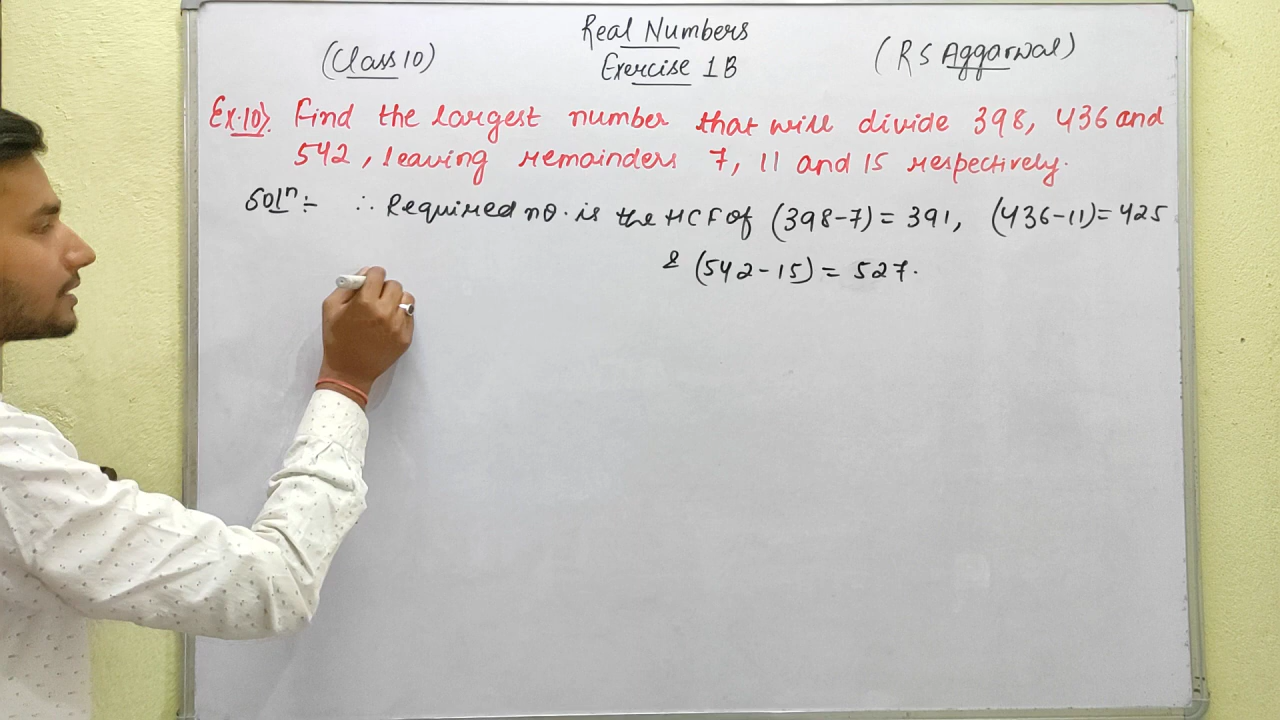 Real Numbers
(Class 10) Exercise 1B (RS Aggarwal)
Ex.10). Find the largest number that will divide 398, 436 and
542, leaving remainders 7, 11 and 15 respectively.
Solⁿ:- ∴ Required no. is the HCF of (398-7) = 391, (436-11) = 425
& (542-15) = 527.